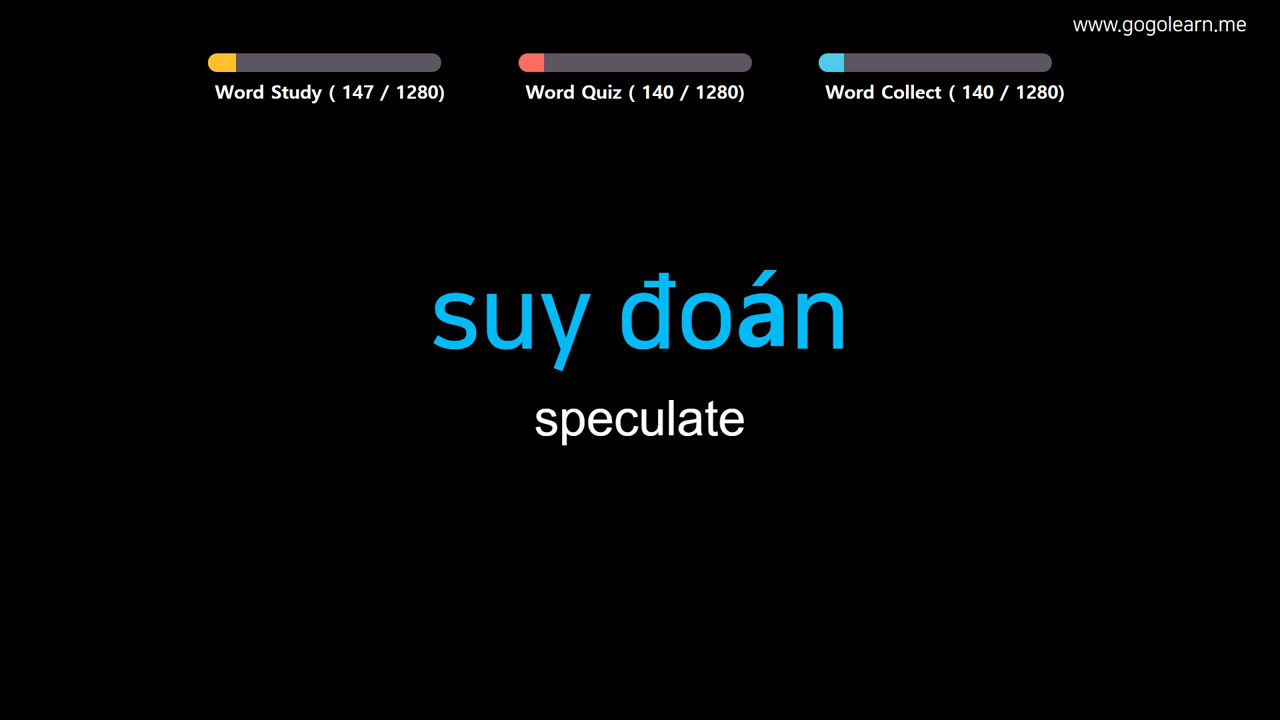 www.gogolearn.me
Word Study ( 147 / 1280)
Word Quiz ( 140 / 1280)
Word Collect ( 140 / 1280)
suy đoán
speculate